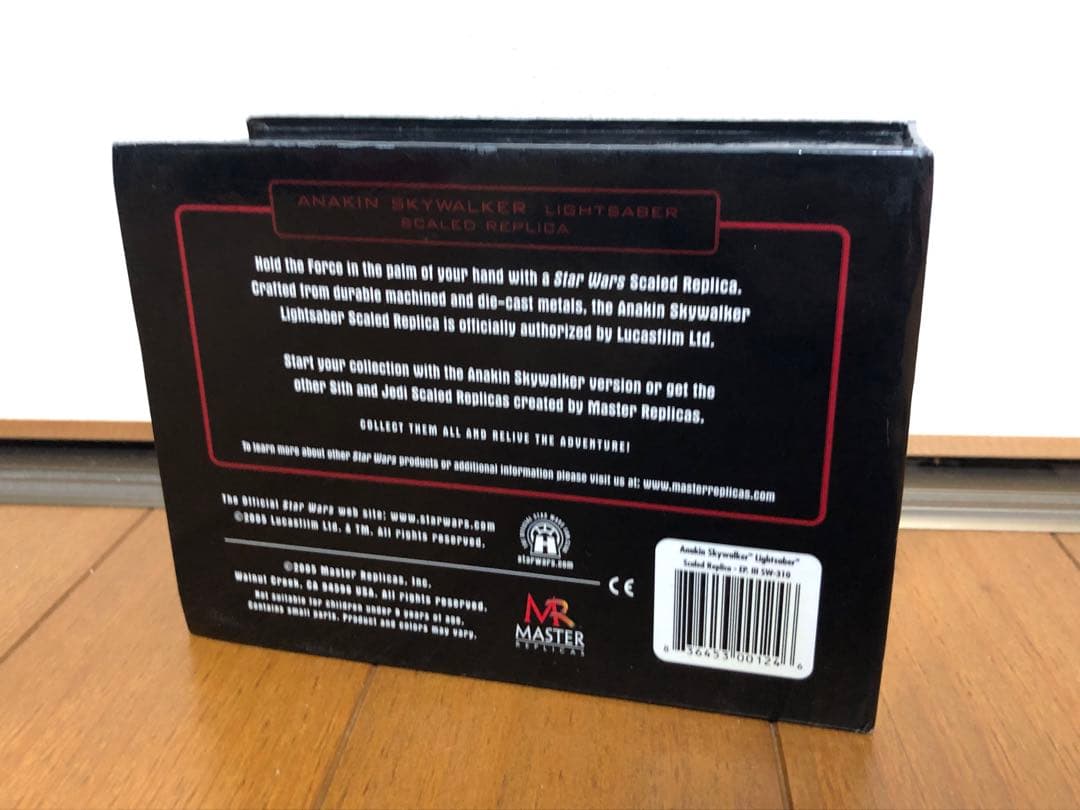 ANAKIN SKYWALKER LIGHTSABER
SCALED REPLICA
Hold the Force in the palm of your hand with a Star Wars Scaled Replica.
Crafted from durable machined and die-cast metals, the Anakin Skywalker
Lightsaber Scaled Replica is officially authorized by Lucasfilm Ltd.
Start your collection with the Anakin Skywalker version or get the
other Sith and Jedi Scaled Replicas created by Master Replicas.
COLLECT THEM ALL AND RELIVE THE ADVENTURE!
To learn more about other Star Wars products or additional information please visit us at: www.masterreplicas.com
The Official Star Wars web site: www.starwars.com
©2005 Lucasfilm Ltd. & TM. All rights reserved.
starwars.com
©2005 Master Replicas, Inc.
Walnut Creek, CA USA. All rights reserved.
Not suitable for children under age.
Contains small parts. Product and colors may vary.
CE
MR
MASTER
REPLICAS
Anakin Skywalker™ Lightsaber™
Scaled Replica - EP. III SW-310
8 36453 00124 6